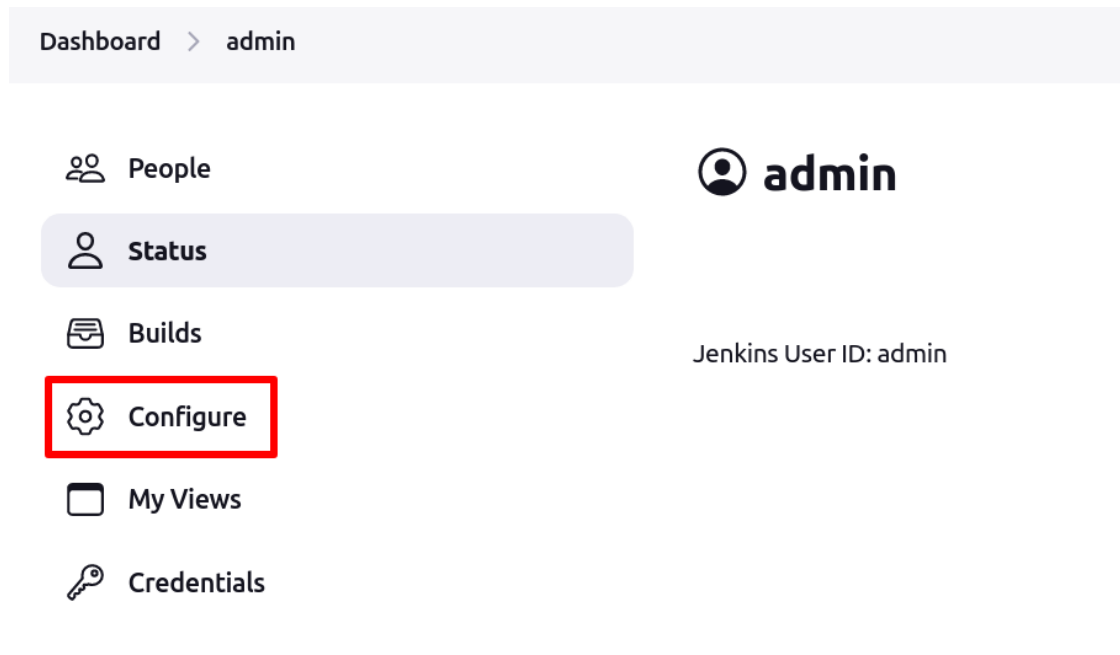 Dashboard > admin
People
Status
Builds
Configure
My Views
Credentials
admin
Jenkins User ID: admin